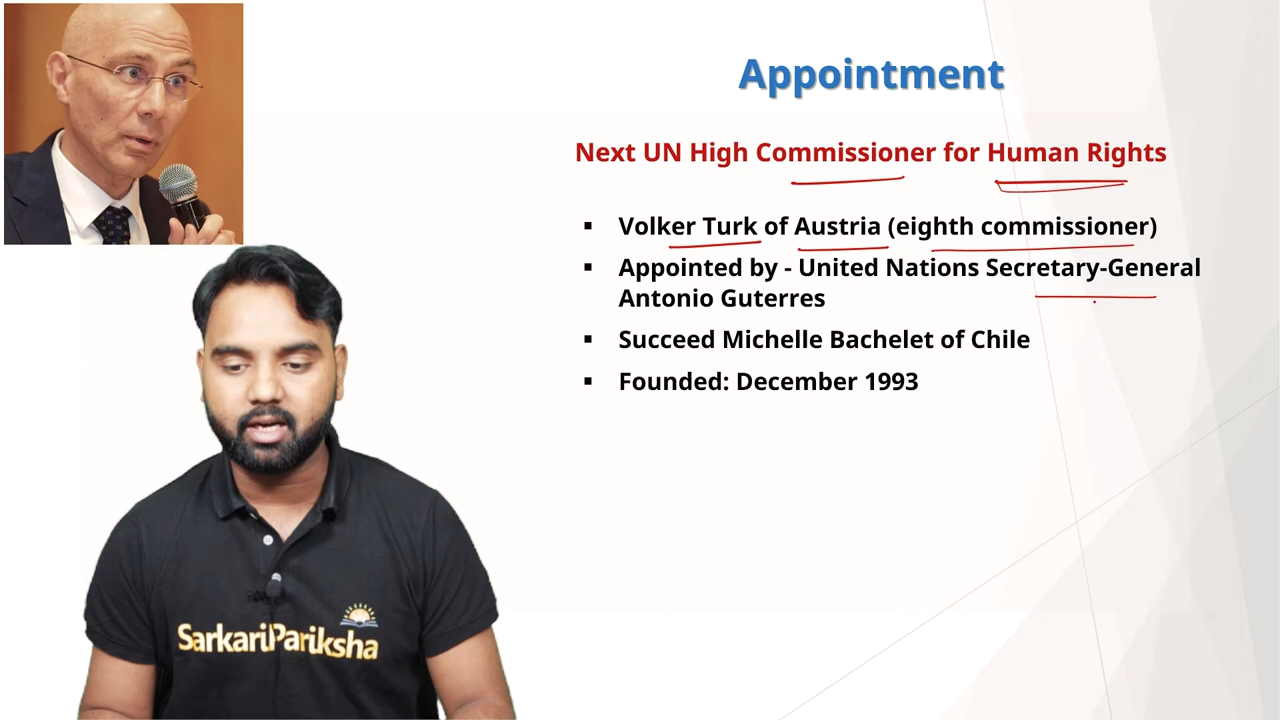 Appointment
Next UN High Commissioner for Human Rights
▪ Volker Turk of Austria (eighth commissioner)
▪ Appointed by - United Nations Secretary-General
Antonio Guterres
▪ Succeed Michelle Bachelet of Chile
▪ Founded: December 1993
SarkariPariksha